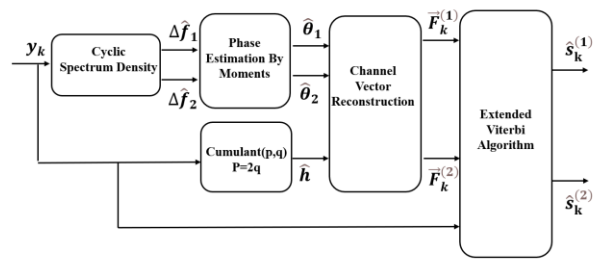 y_k
Cyclic
Spectrum Density
Δf̂_1
Δf̂_2
Phase
Estimation By
Moments
θ̂_1
θ̂_2
Cumulant(p,q)
P=2q
ĥ
Channel
Vector
Reconstruction
F⃗_k^(1)
F⃗_k^(2)
Extended
Viterbi
Algorithm
ŝ_k^(1)
ŝ_k^(2)